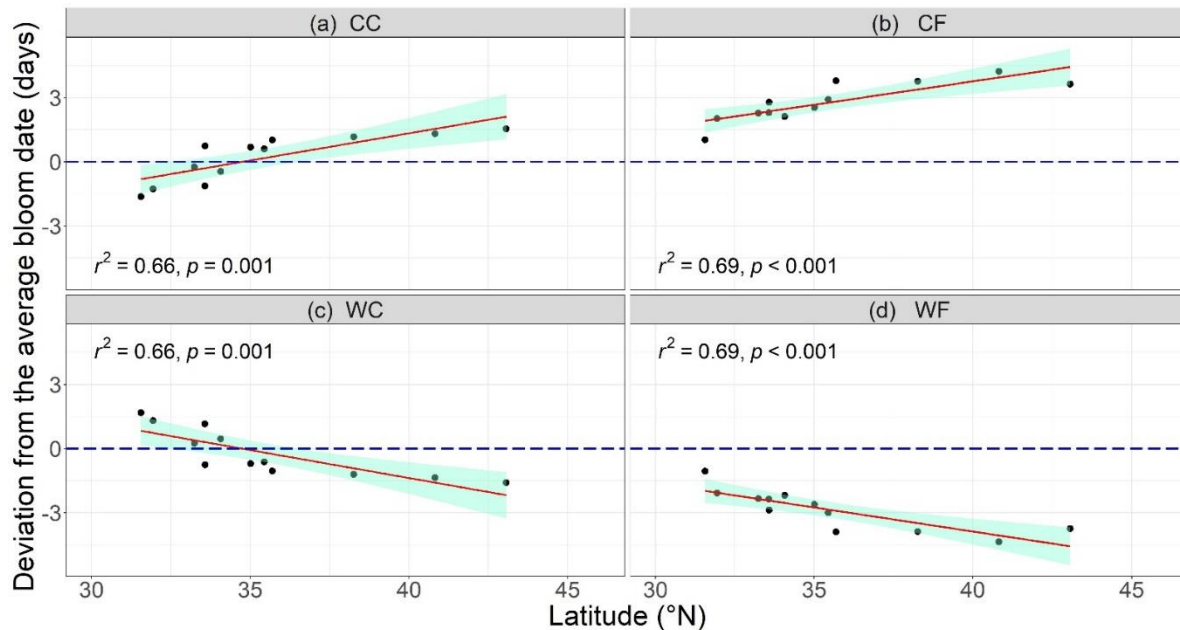 (a) CC
(b) CF
Deviation from the average bloom date (days)
3
0
-3
r² = 0.66, p = 0.001
r² = 0.69, p < 0.001
(c) WC
(d) WF
r² = 0.66, p = 0.001
r² = 0.69, p < 0.001
3
0
-3
30 35 40 45 30 35 40 45
Latitude (°N)